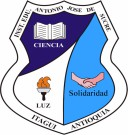 INST. EDU. ANTONIO JOSE DE SUCRE
CIENCIA
LUZ
Solidaridad
ITAGUI ANTIOQUIA